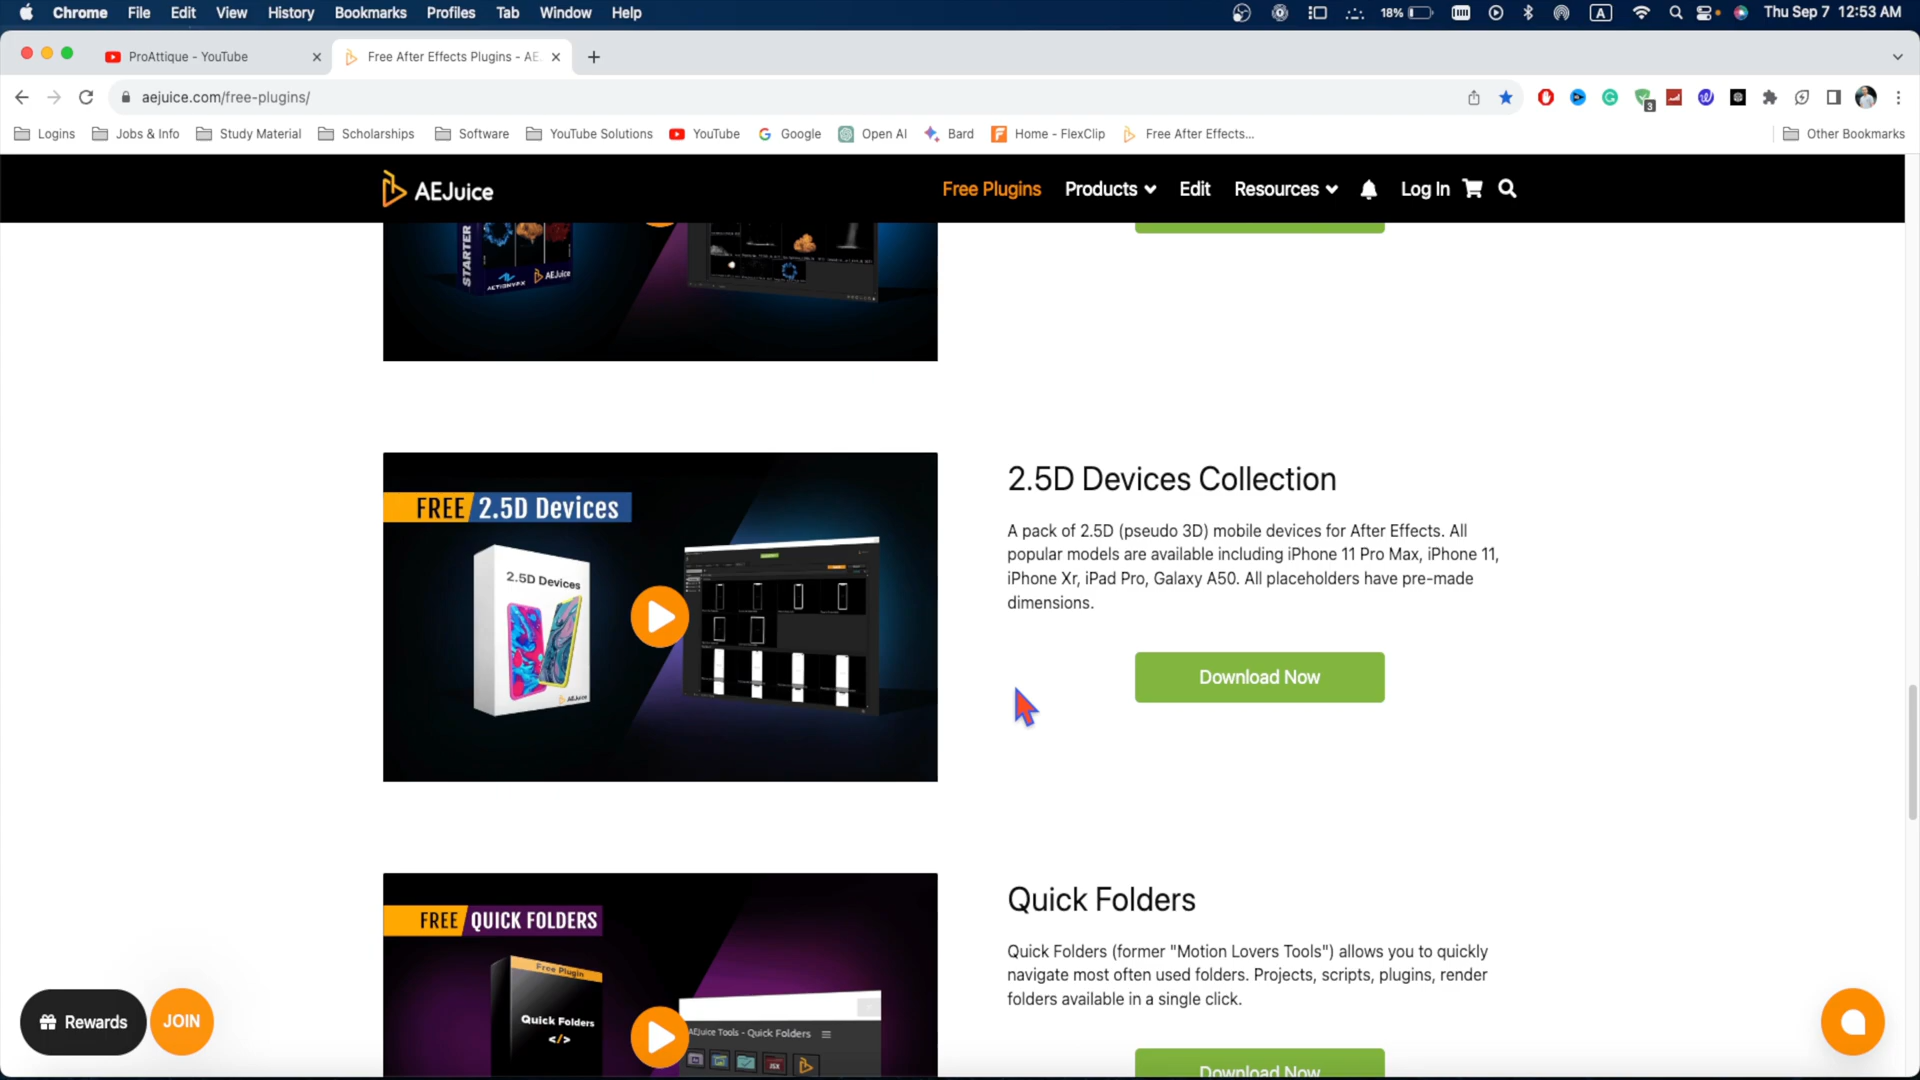 Chrome File Edit View History Bookmarks Profiles Tab Window Help 18% A Thu Sep 7 12:53 AM
ProAttique - YouTube Free After Effects Plugins - AE
aejuice.com/free-plugins/ 3
Logins Jobs & Info Study Material Scholarships Software YouTube Solutions YouTube Google Open AI Bard Home - FlexClip Free After Effects... Other Bookmarks
AEJuice Free Plugins Products Edit Resources Log In
STARTER
ACTIONVFX AEJuice
2.5D Devices Collection
A pack of 2.5D (pseudo 3D) mobile devices for After Effects. All
popular models are available including iPhone 11 Pro Max, iPhone 11,
iPhone Xr, iPad Pro, Galaxy A50. All placeholders have pre-made
dimensions.
Download Now
FREE 2.5D Devices
2.5D Devices
AEJuice
Quick Folders
Quick Folders (former "Motion Lovers Tools") allows you to quickly
navigate most often used folders. Projects, scripts, plugins, render
folders available in a single click.
Download Now
FREE QUICK FOLDERS
Free Plugin
Quick Folders
</>
AEJuice Tools - Quick Folders
JSX
Rewards JOIN